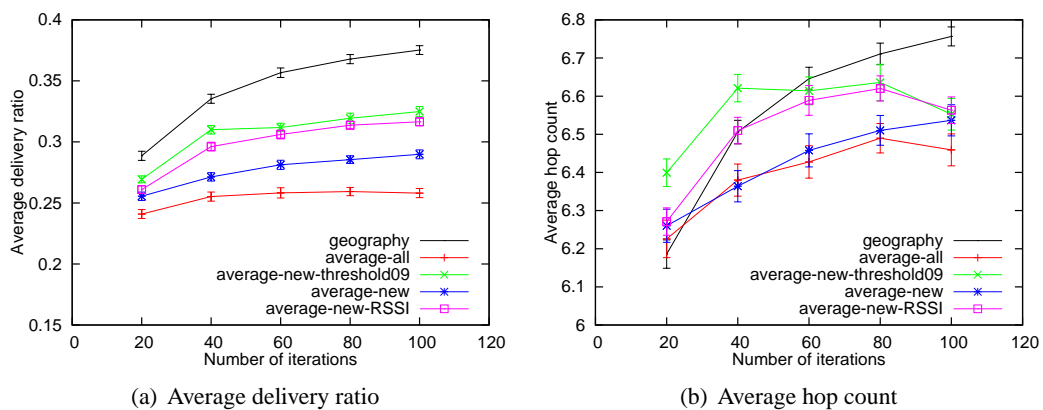 0.4
0.35
0.3
0.25
0.2
0.15
Average delivery ratio
geography
average-all
average-new-threshold09
average-new
average-new-RSSI
0 20 40 60 80 100 120
Number of iterations
(a) Average delivery ratio
6.8
6.7
6.6
6.5
6.4
6.3
6.2
6.1
6
Average hop count
geography
average-all
average-new-threshold09
average-new
average-new-RSSI
0 20 40 60 80 100 120
Number of iterations
(b) Average hop count